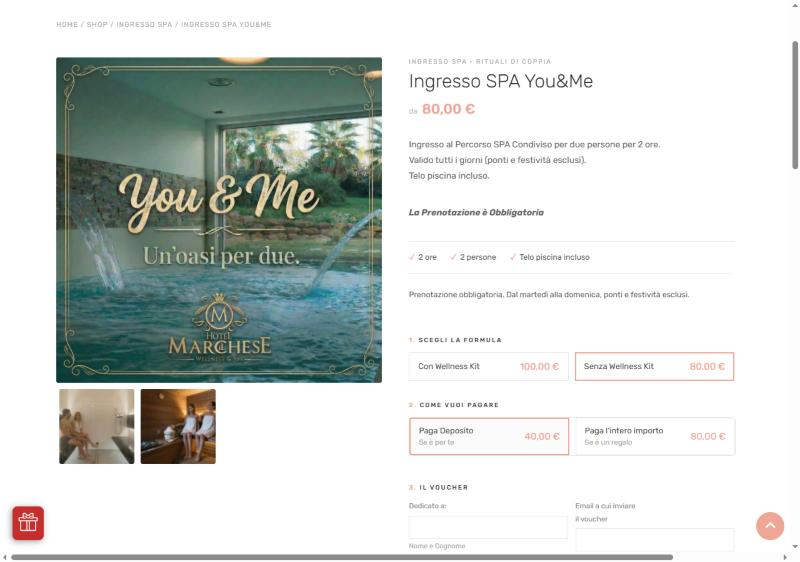 HOME / SHOP / INGRESSO SPA / INGRESSO SPA YOU&ME
You & Me
Un'oasi per due.
M
HOTEL
IL
MARCHESE
WELLNESS & SPA
INGRESSO SPA • RITUALI DI COPPIA
Ingresso SPA You&Me
da 80,00 €
Ingresso al Percorso SPA Condiviso per due persone per 2 ore.
Valido tutti i giorni (ponti e festività esclusi).
Telo piscina incluso.
La Prenotazione è Obbligatoria
✓ 2 ore ✓ 2 persone ✓ Telo piscina incluso
Prenotazione obbligatoria. Dal martedì alla domenica, ponti e festività esclusi.
1. SCEGLI LA FORMULA
Con Wellness Kit 100,00 € Senza Wellness Kit 80,00 €
2. COME VUOI PAGARE
Paga Deposito 40,00 € Paga l'intero importo 80,00 €
Se è per te Se è un regalo
3. IL VOUCHER
Dedicato a: Email a cui inviare
il voucher
Nome e Cognome